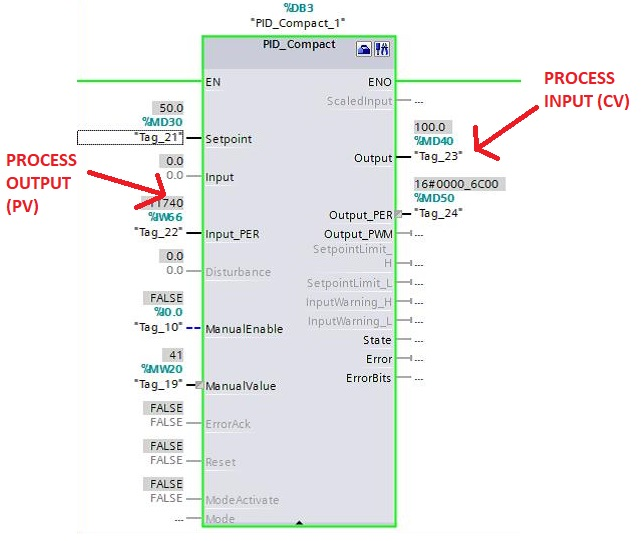 %DB3
"PID_Compact_1"
PID_Compact
EN
ENO
ScaledInput
...
PROCESS
INPUT (CV)
50.0
%MD30
"Tag_21"
Setpoint
100.0
%MD40
Output
"Tag_23"
PROCESS
OUTPUT
(PV)
0.0
0.0
Input
11740
%IW66
"Tag_22"
Input_PER
16#0000_6C00
%MD50
Output_PER
"Tag_24"
Output_PWM
...
SetpointLimit_
H
...
0.0
0.0
Disturbance
SetpointLimit_L
...
InputWarning_H
...
FALSE
%I0.0
"Tag_10"
ManualEnable
InputWarning_L
...
State
...
Error
...
ErrorBits
...
41
%MW20
"Tag_19"
ManualValue
FALSE
FALSE
ErrorAck
FALSE
FALSE
Reset
FALSE
FALSE
ModeActivate
...
Mode